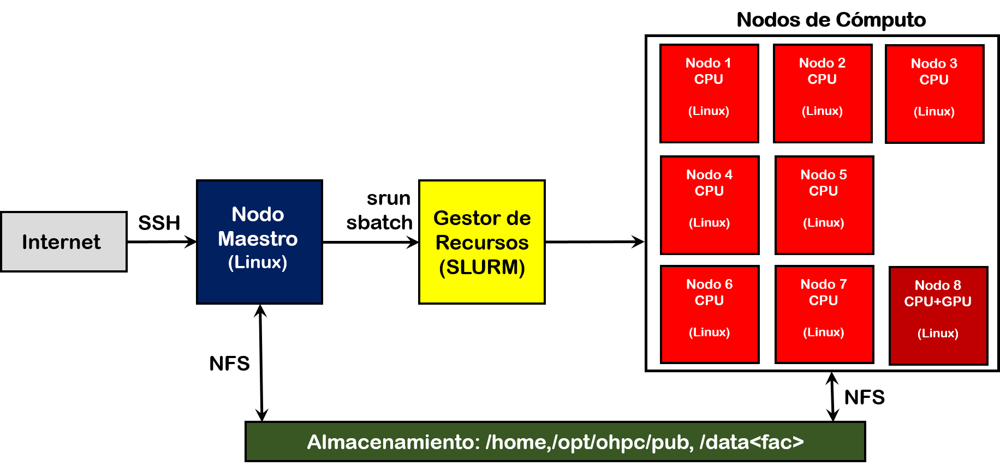 Nodos de Cómputo
Nodo 1
CPU
(Linux)
Nodo 2
CPU
(Linux)
Nodo 3
CPU
(Linux)
Nodo 4
CPU
(Linux)
Nodo 5
CPU
(Linux)
Nodo 6
CPU
(Linux)
Nodo 7
CPU
(Linux)
Nodo 8
CPU+GPU
(Linux)
Internet
SSH
Nodo
Maestro
(Linux)
srun
sbatch
Gestor de
Recursos
(SLURM)
NFS
NFS
Almacenamiento: /home,/opt/ohpc/pub, /data<fac>